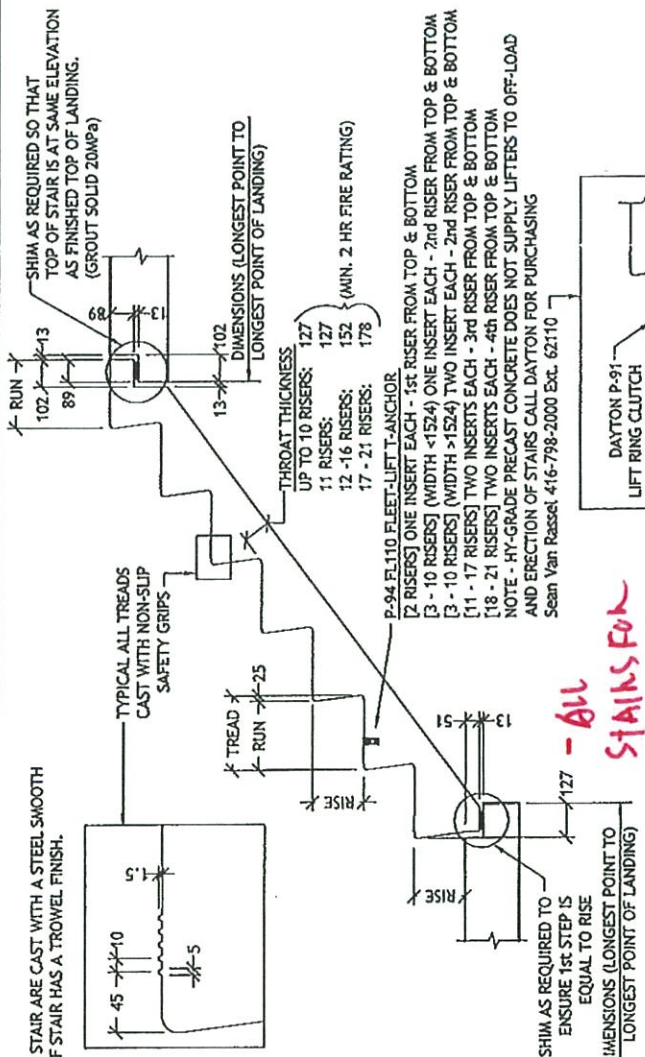 STAIR ARE CAST WITH A STEEL SMOOTH
F STAIR HAS A TROWEL FINISH.
45
10
5
1.5
TYPICAL ALL TREADS
CAST WITH NON-SLIP
SAFETY GRIPS
RUN
102
13
89
89
13
13
102
SHIM AS REQUIRED SO THAT
TOP OF STAIR IS AT SAME ELEVATION
AS FINISHED TOP OF LANDING.
(GROUT SOLID 20MPa)
DIMENSIONS (LONGEST POINT TO
LONGEST POINT OF LANDING)
THROAT THICKNESS
UP TO 10 RISERS: 127
11 RISERS: 127
12 -16 RISERS: 152
17 - 21 RISERS: 178
(MIN. 2 HR FIRE RATING)
TREAD
RUN
25
RISE
RISE
P-94 FL110 FLEET-LIFT T-ANCHOR
[2 RISERS] ONE INSERT EACH - 1st RISER FROM TOP & BOTTOM
[3 - 10 RISERS] (WIDTH <1524) ONE INSERT EACH - 2nd RISER FROM TOP & BOTTOM
[3 - 10 RISERS] (WIDTH >1524) TWO INSERT EACH - 2nd RISER FROM TOP & BOTTOM
[11 - 17 RISERS] TWO INSERTS EACH - 3rd RISER FROM TOP & BOTTOM
[18 - 21 RISERS] TWO INSERTS EACH - 4th RISER FROM TOP & BOTTOM
NOTE - HY-GRADE PRECAST CONCRETE DOES NOT SUPPLY LIFTERS TO OFF-LOAD
AND ERECTION OF STAIRS CALL DAYTON FOR PURCHASING
Sean Van Rassel 416-798-2000 Ext. 62110
51
13
127
SHIM AS REQUIRED TO
ENSURE 1st STEP IS
EQUAL TO RISE
IMENSIONS (LONGEST POINT TO
LONGEST POINT OF LANDING)
- ALL
STAIRS FOR
DAYTON P-91
LIFT RING CLUTCH